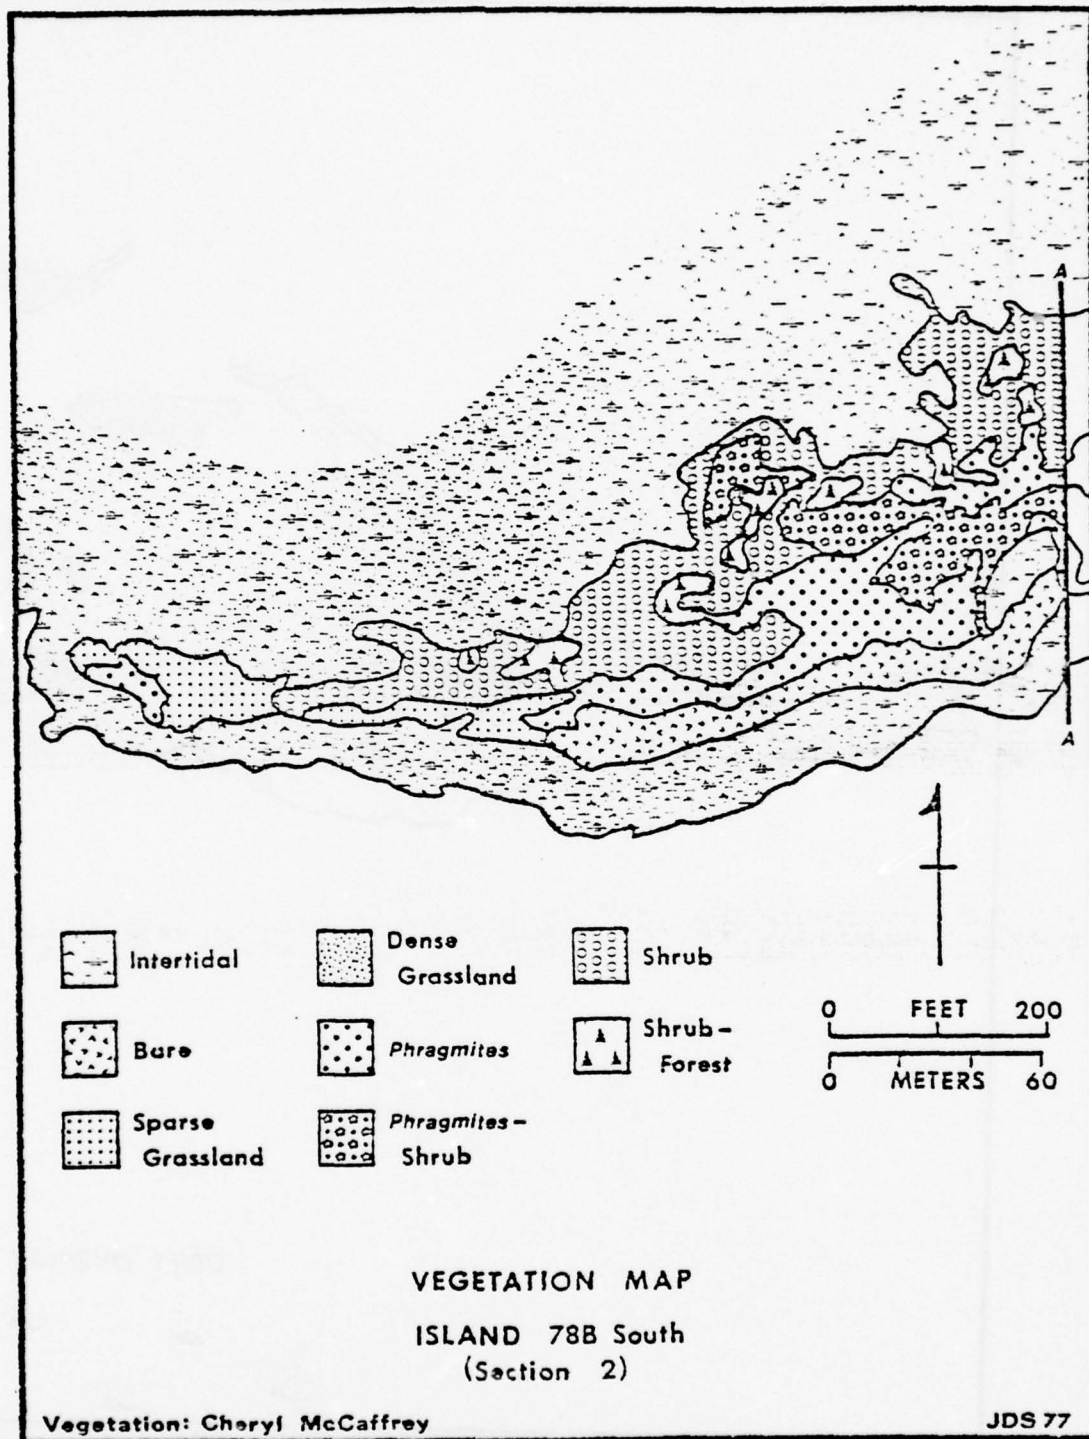 A
A
Intertidal
Bare
Sparse
Grassland
Dense
Grassland
Phragmites
Phragmites-
Shrub
Shrub
Shrub-
Forest
0 FEET 200
0 METERS 60
VEGETATION MAP
ISLAND 78B South
(Section 2)
Vegetation: Cheryl McCaffrey
JDS 77